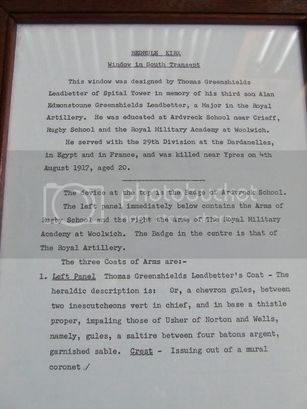 BEDRULE KIRK
Window in South Transept
This window was designed by Thomas Greenshields
Leadbetter of Spital Tower in memory of his third son Alan
Edmonstoune Greenshields Leadbetter, a Major in the Royal
Artillery. He was educated at Ardvreck School near Crieff,
Rugby School and the Royal Military Academy at Woolwich.
He served with the 29th Division at the Dardanelles,
in Egypt and in France, and was killed near Ypres on 4th
August 1917, aged 20.
The device at the top is the Badge of Ardvreck School.
The left panel immediately below contains the Arms of
Rugby School and the right the Arms of The Royal Military
Academy at Woolwich. The Badge in the centre is that of
The Royal Artillery.
The three Coats of Arms are:-
1. Left Panel Thomas Greenshields Leadbetter's Coat - The
heraldic description is: Or, a chevron gules, between
two inescutcheons vert in chief, and in base a thistle
proper, impaling those of Usher of Norton and Wells,
namely, gules, a saltire between four batons argent,
garnished sable. Crest - Issuing out of a mural
coronet /
photobucket